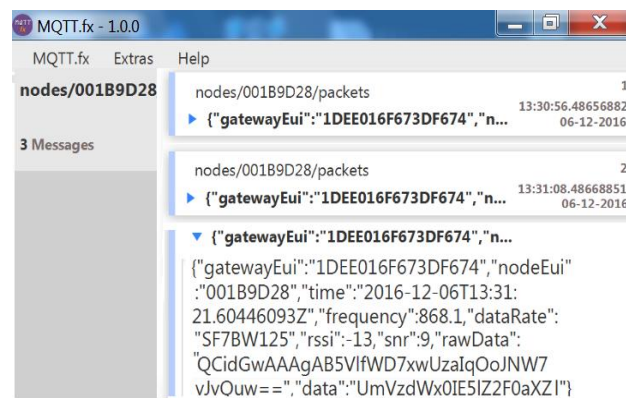 MQTT.fx - 1.0.0
MQTT.fx Extras Help
nodes/001B9D28
3 Messages
nodes/001B9D28/packets
1
{"gatewayEui":"1DEE016F673DF674","n...
13:30:56.48656882
06-12-2016
nodes/001B9D28/packets
2
{"gatewayEui":"1DEE016F673DF674","n...
13:31:08.48668851
06-12-2016
{"gatewayEui":"1DEE016F673DF674","n...
{"gatewayEui":"1DEE016F673DF674","nodeEui"
:"001B9D28","time":"2016-12-06T13:31:
21.60446093Z","frequency":868.1,"dataRate":
"SF7BW125","rssi":-13,"snr":9,"rawData":
"QCidGwAAAgAB5VlfWD7xwUzaIqOoJNW7
vJvQuw==","data":"UmVzdWx0IE5lZ2F0aXZl"}